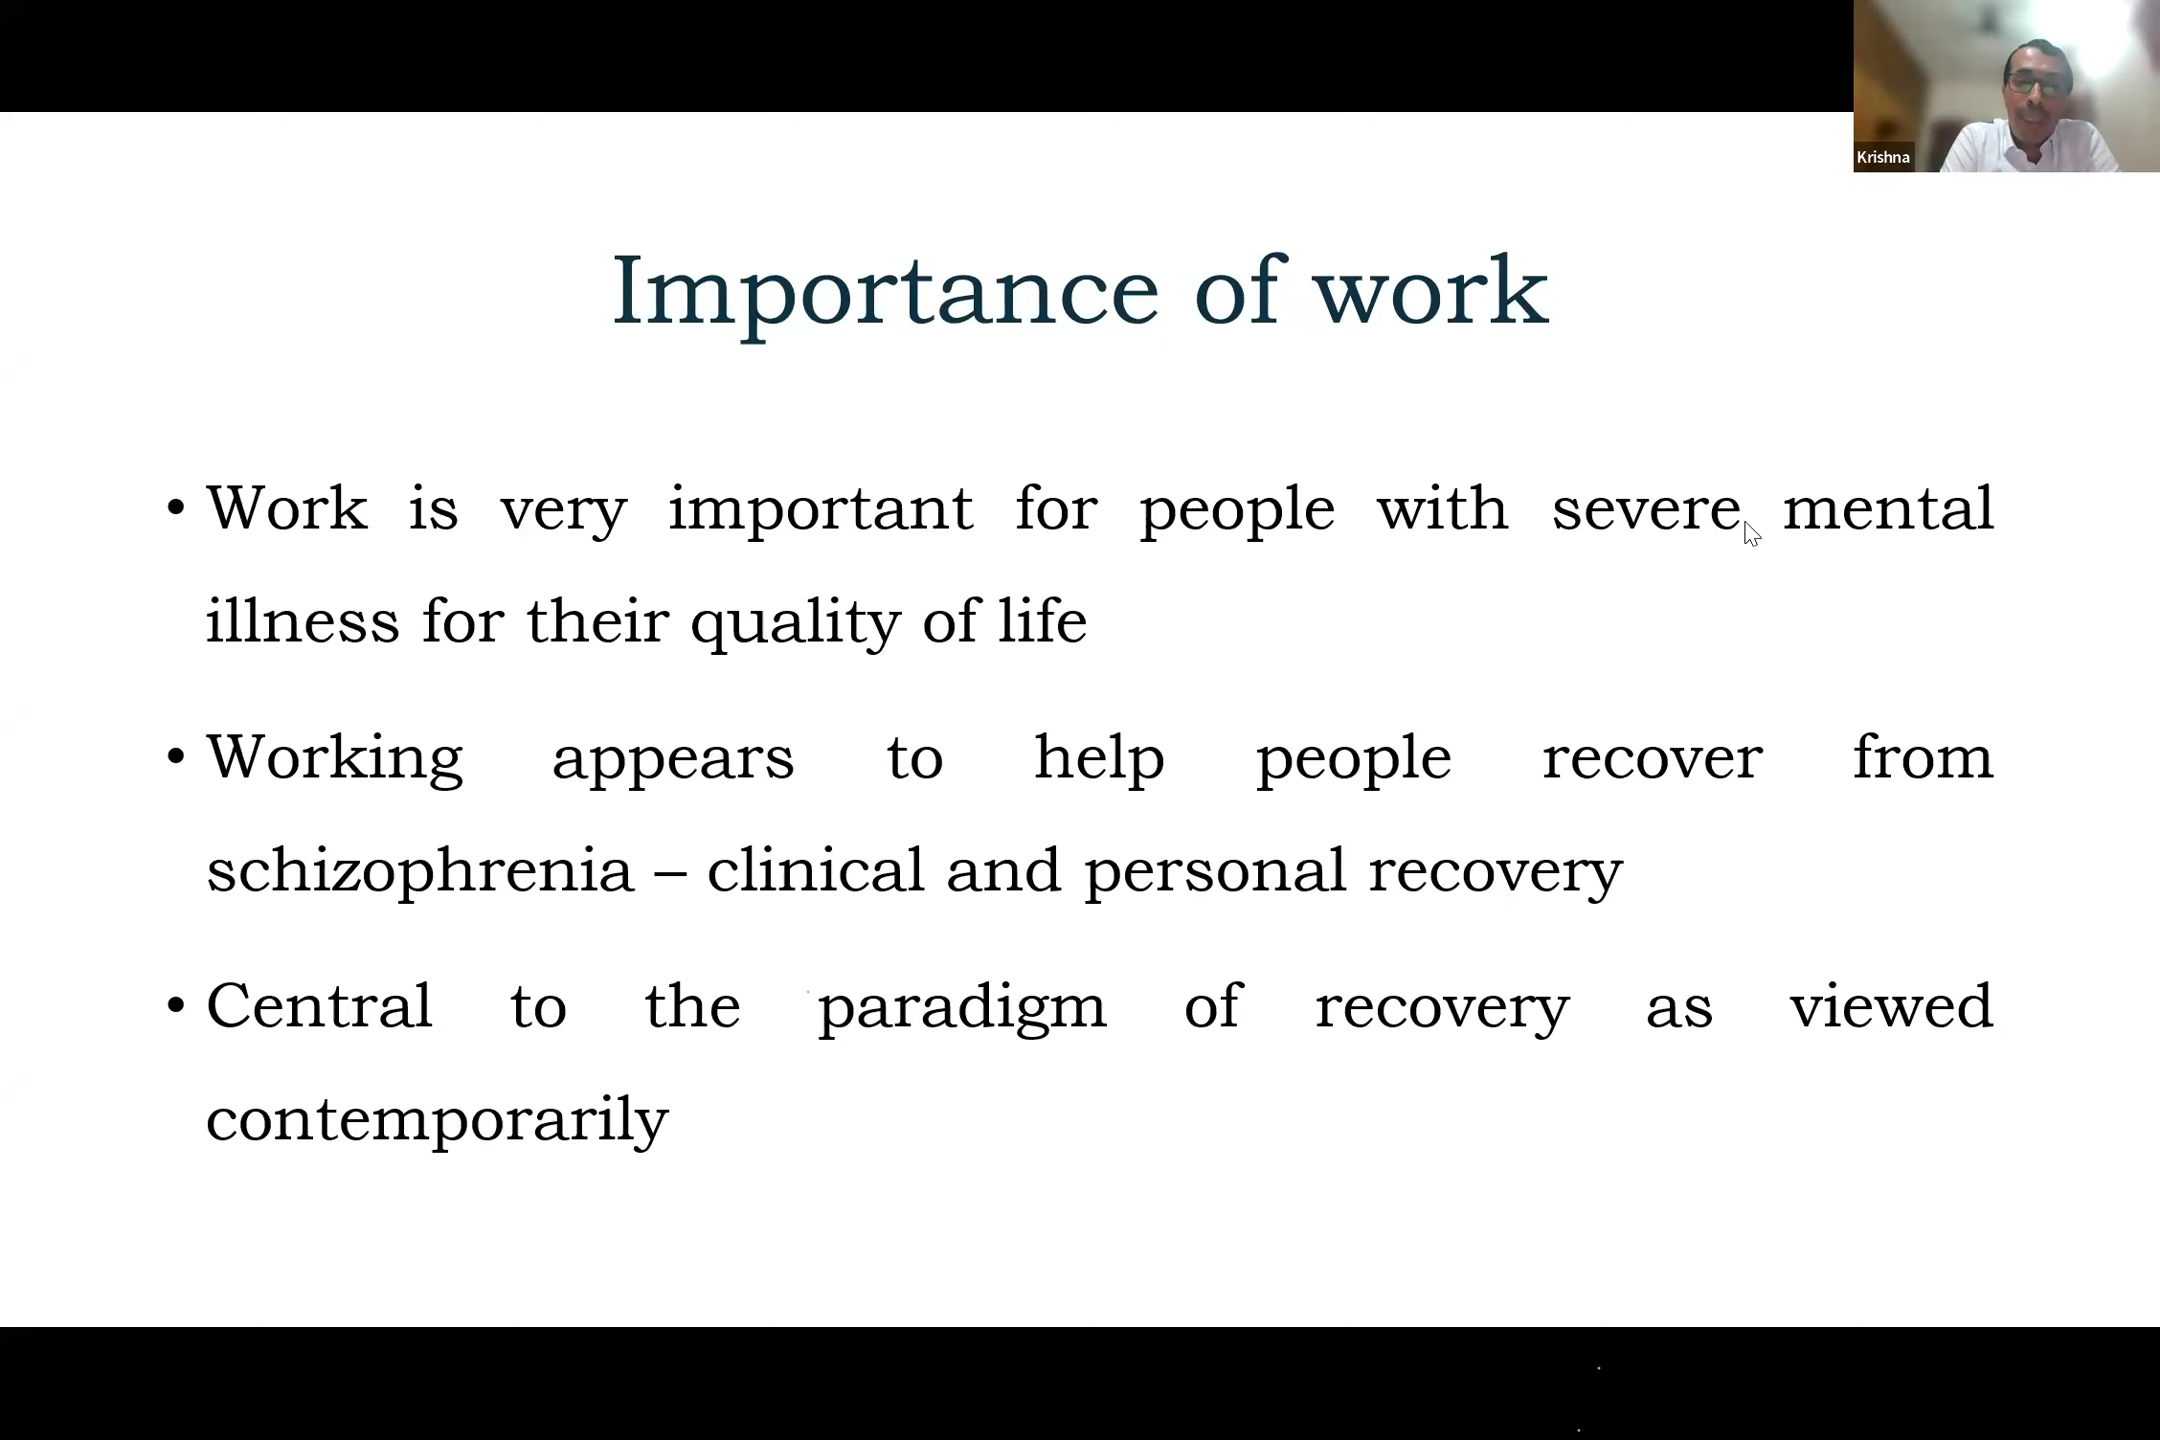 Krishna
Importance of work
• Work is very important for people with severe mental
illness for their quality of life
• Working appears to help people recover from
schizophrenia – clinical and personal recovery
• Central to the paradigm of recovery as viewed
contemporarily